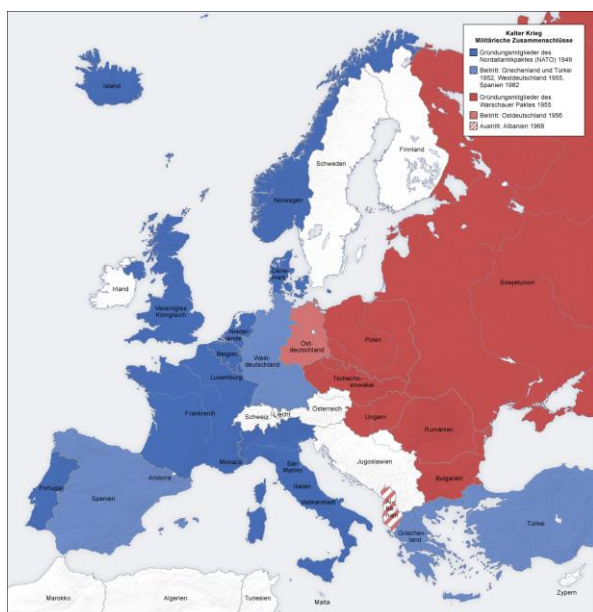 Kalter Krieg
Militärische Zusammenschlüsse
Gründungsmitglieder des
Nordatlantikpaktes (NATO) 1949
Beitritt: Griechenland und Türkei
1952, Westdeutschland 1955,
Spanien 1982
Gründungsmitglieder des
Warschauer Paktes 1955
Beitritt: Ostdeutschland 1956
Austritt: Albanien 1968
Island
Finnland
Schweden
Norwegen
Sowjetunion
Irland
Däne-
mark
Vereinigtes
Königreich
Nieder-
lande
Belgien
West-
deutschland
Ost-
deutschland
Polen
Luxemburg
Tschecho-
slowakei
Frankreich
Schweiz
Liecht.
Österreich
Ungarn
Rumänien
Jugoslawien
Monaco
San
Marino
Andorra
Italien
Bulgarien
Portugal
Spanien
Vatikanstadt
Griechen-
land
Türkei
Marokko
Algerien
Tunesien
Malta
Zypern